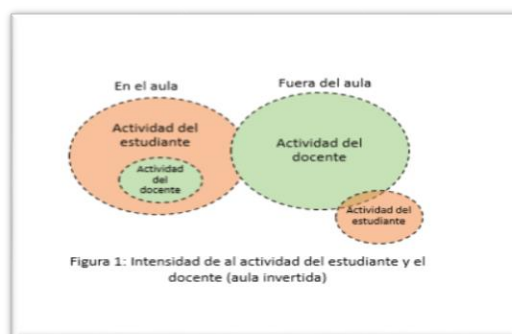 En el aula
Fuera del aula
Actividad del
estudiante
Actividad
del
docente
Actividad del
docente
Actividad del
estudiante
Figura 1: Intensidad de al actividad del estudiante y el
docente (aula invertida)